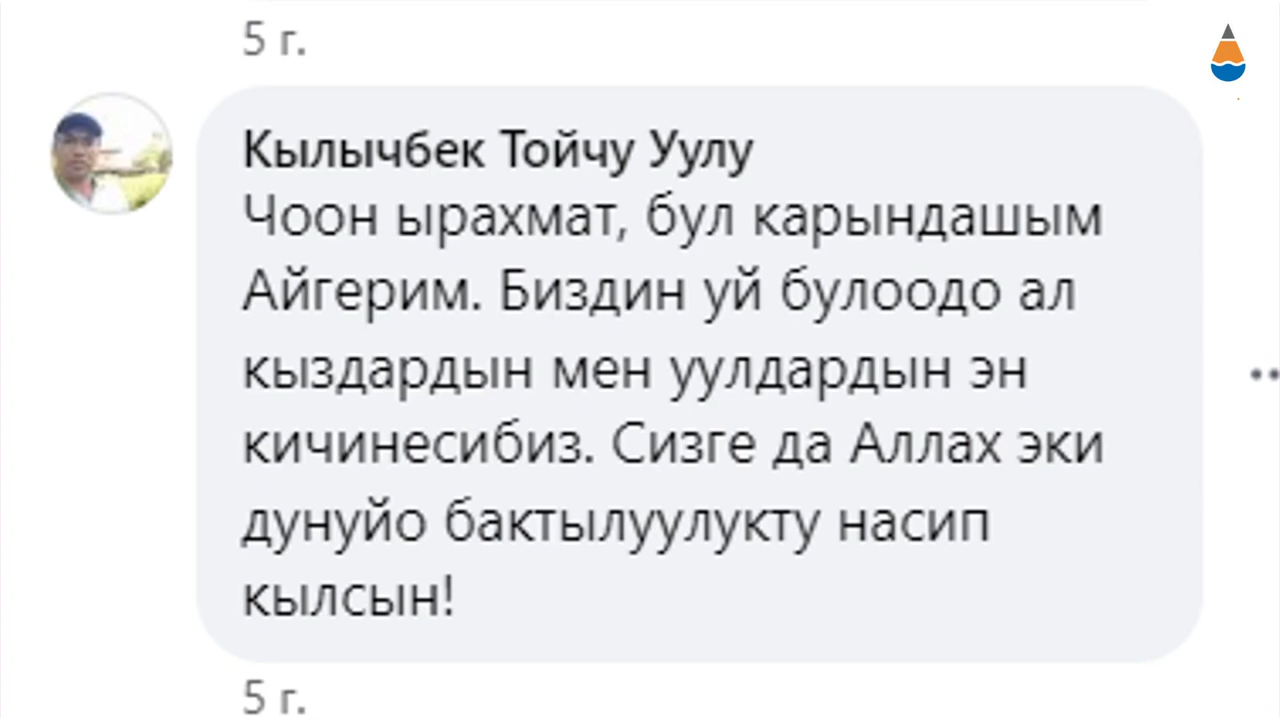 5 г.
Кылычбек Тойчу Уулу
Чоон ырахмат, бул карындашым
Айгерим. Биздин уй булоодо ал
кыздардын мен уулдардын эн
кичинесибиз. Сизге да Аллах эки
дунуйо бактылуулукту насип
кылсын!
5 г.